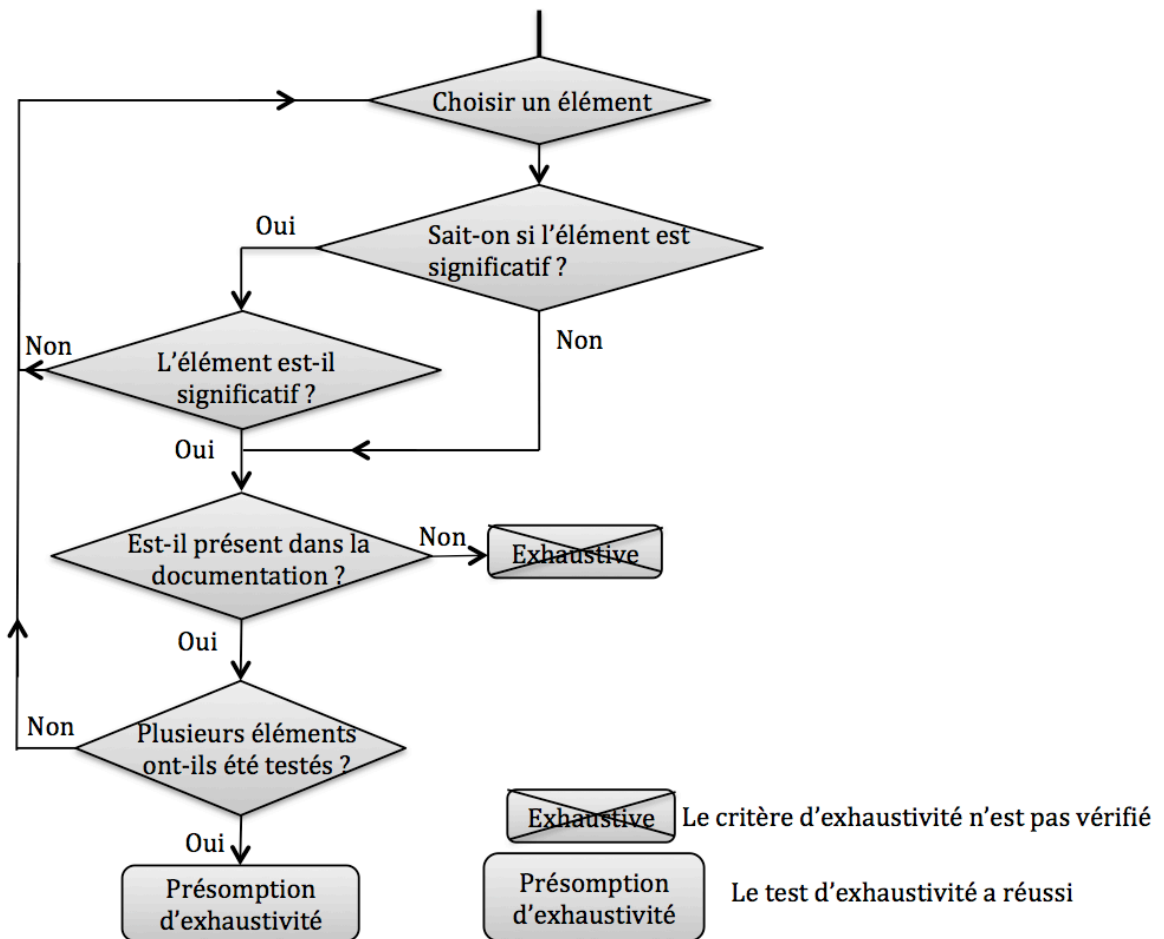 Choisir un élément
Oui
Sait-on si l'élément est
significatif ?
Non
Non
L'élément est-il
significatif ?
Oui
Est-il présent dans la
documentation ?
Non
Exhaustive
Oui
Non
Plusieurs éléments
ont-ils été testés ?
Oui
Présomption
d'exhaustivité
Exhaustive
Le critère d'exhaustivité n'est pas vérifié
Présomption
d'exhaustivité
Le test d'exhaustivité a réussi